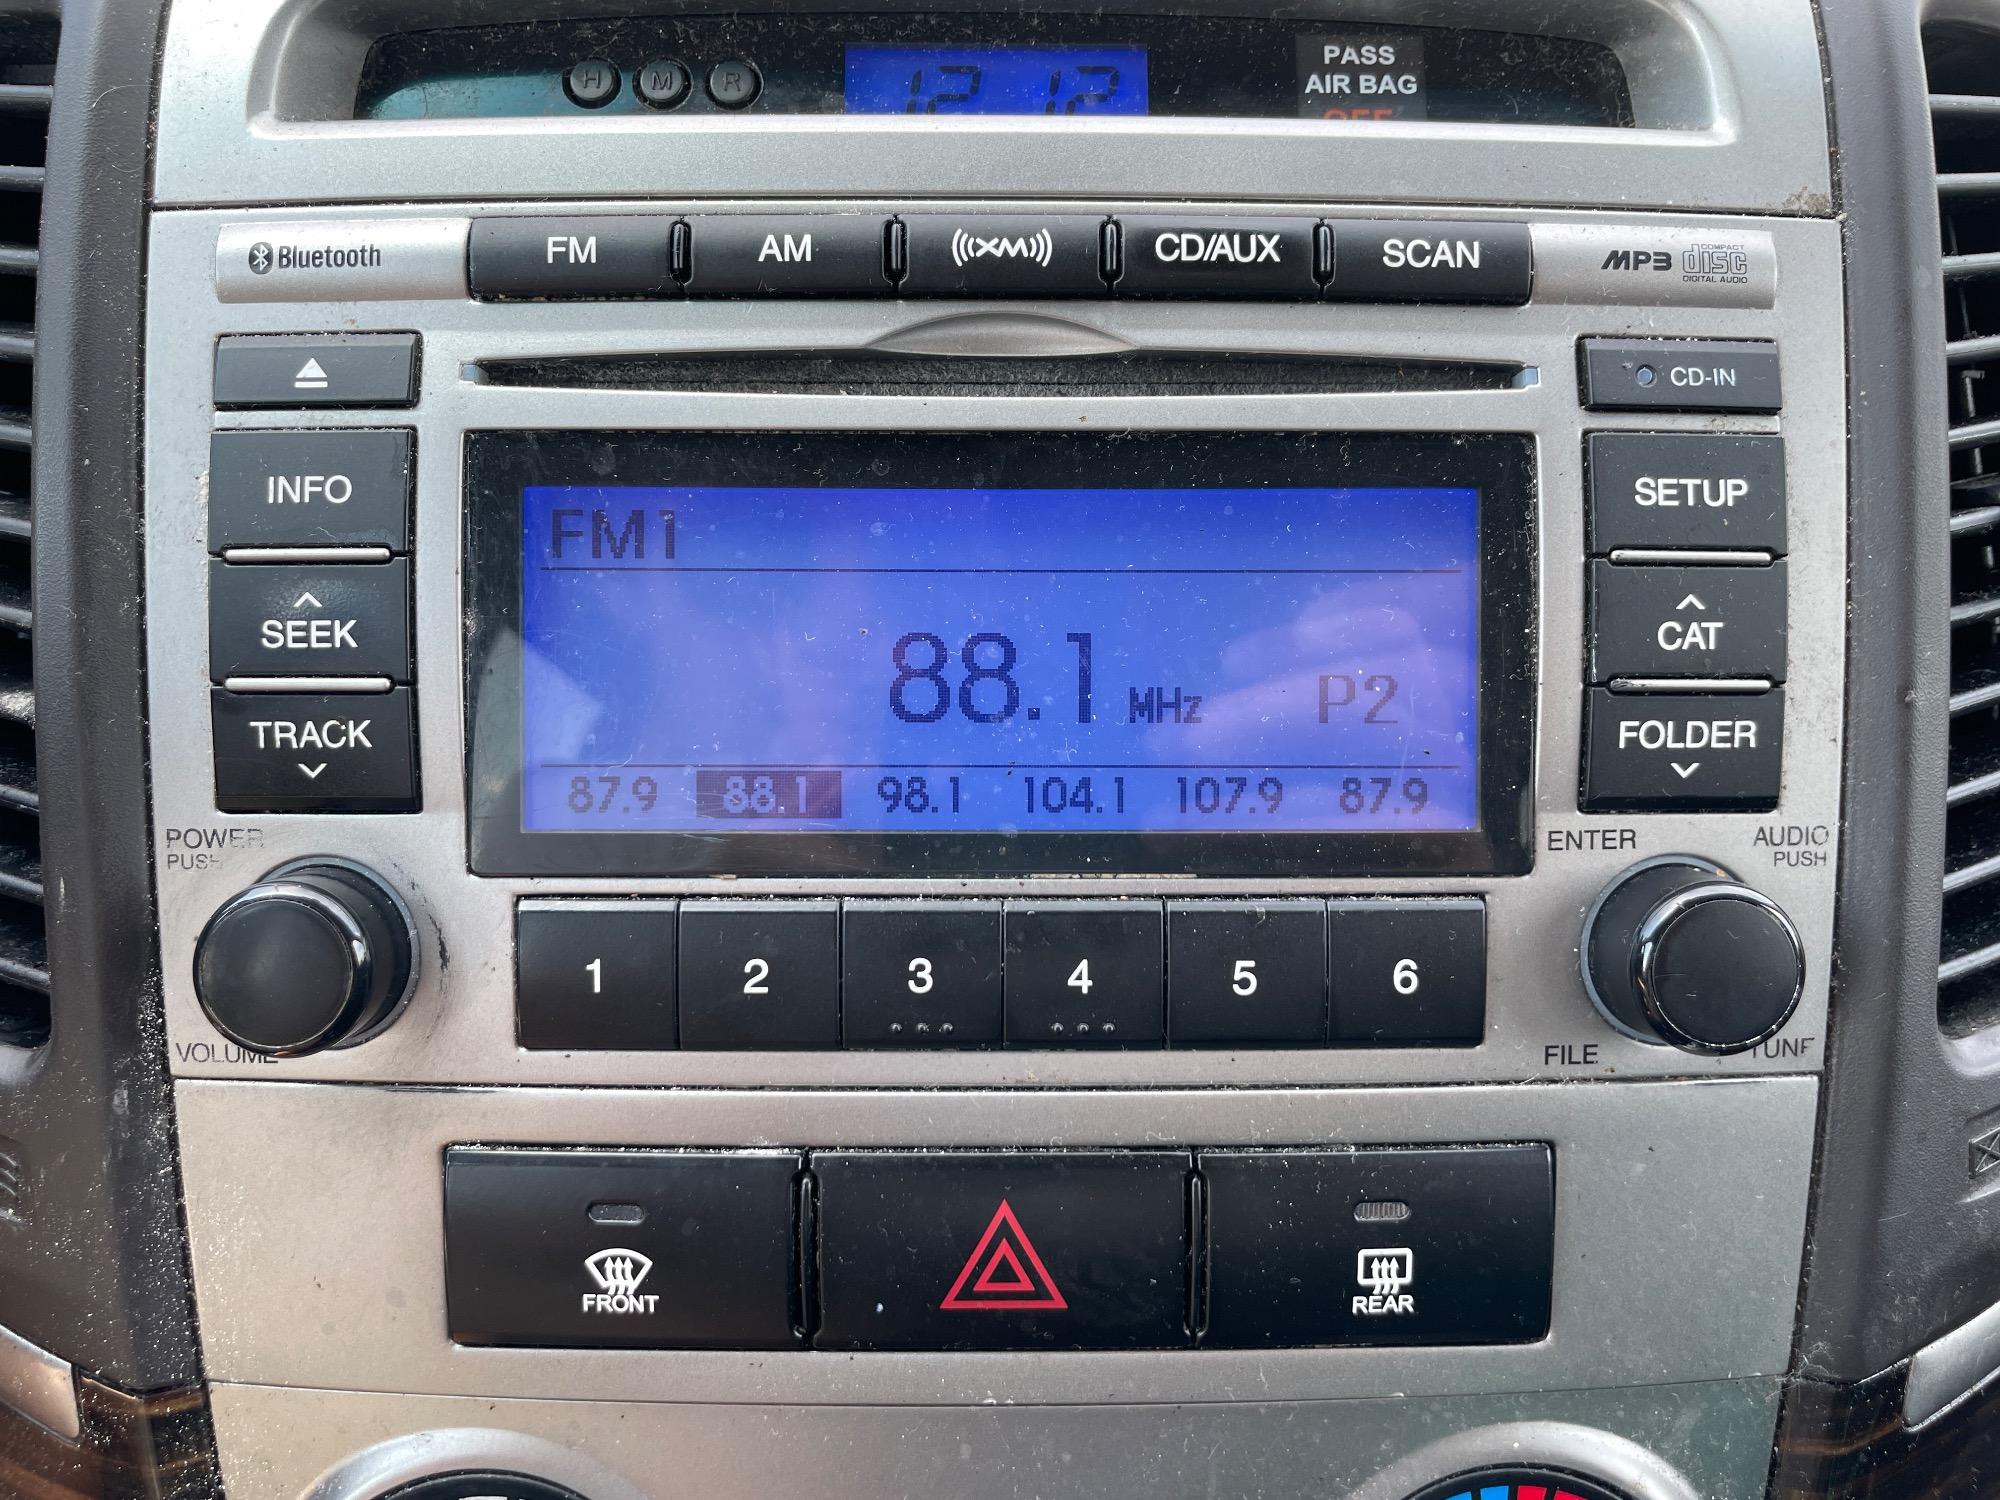 H M R 12 12 PASS
AIR BAG
OFF
Bluetooth FM AM ((XM)) CD/AUX SCAN MP3 COMPACT
disc
DIGITAL AUDIO
CD-IN
INFO SETUP
FM1
SEEK CAT
88.1 MHz P2
TRACK FOLDER
87.9 88.1 98.1 104.1 107.9 87.9
POWER ENTER AUDIO
PUSH PUSH
1 2 3 4 5 6
VOLUME FILE TUNE
FRONT REAR